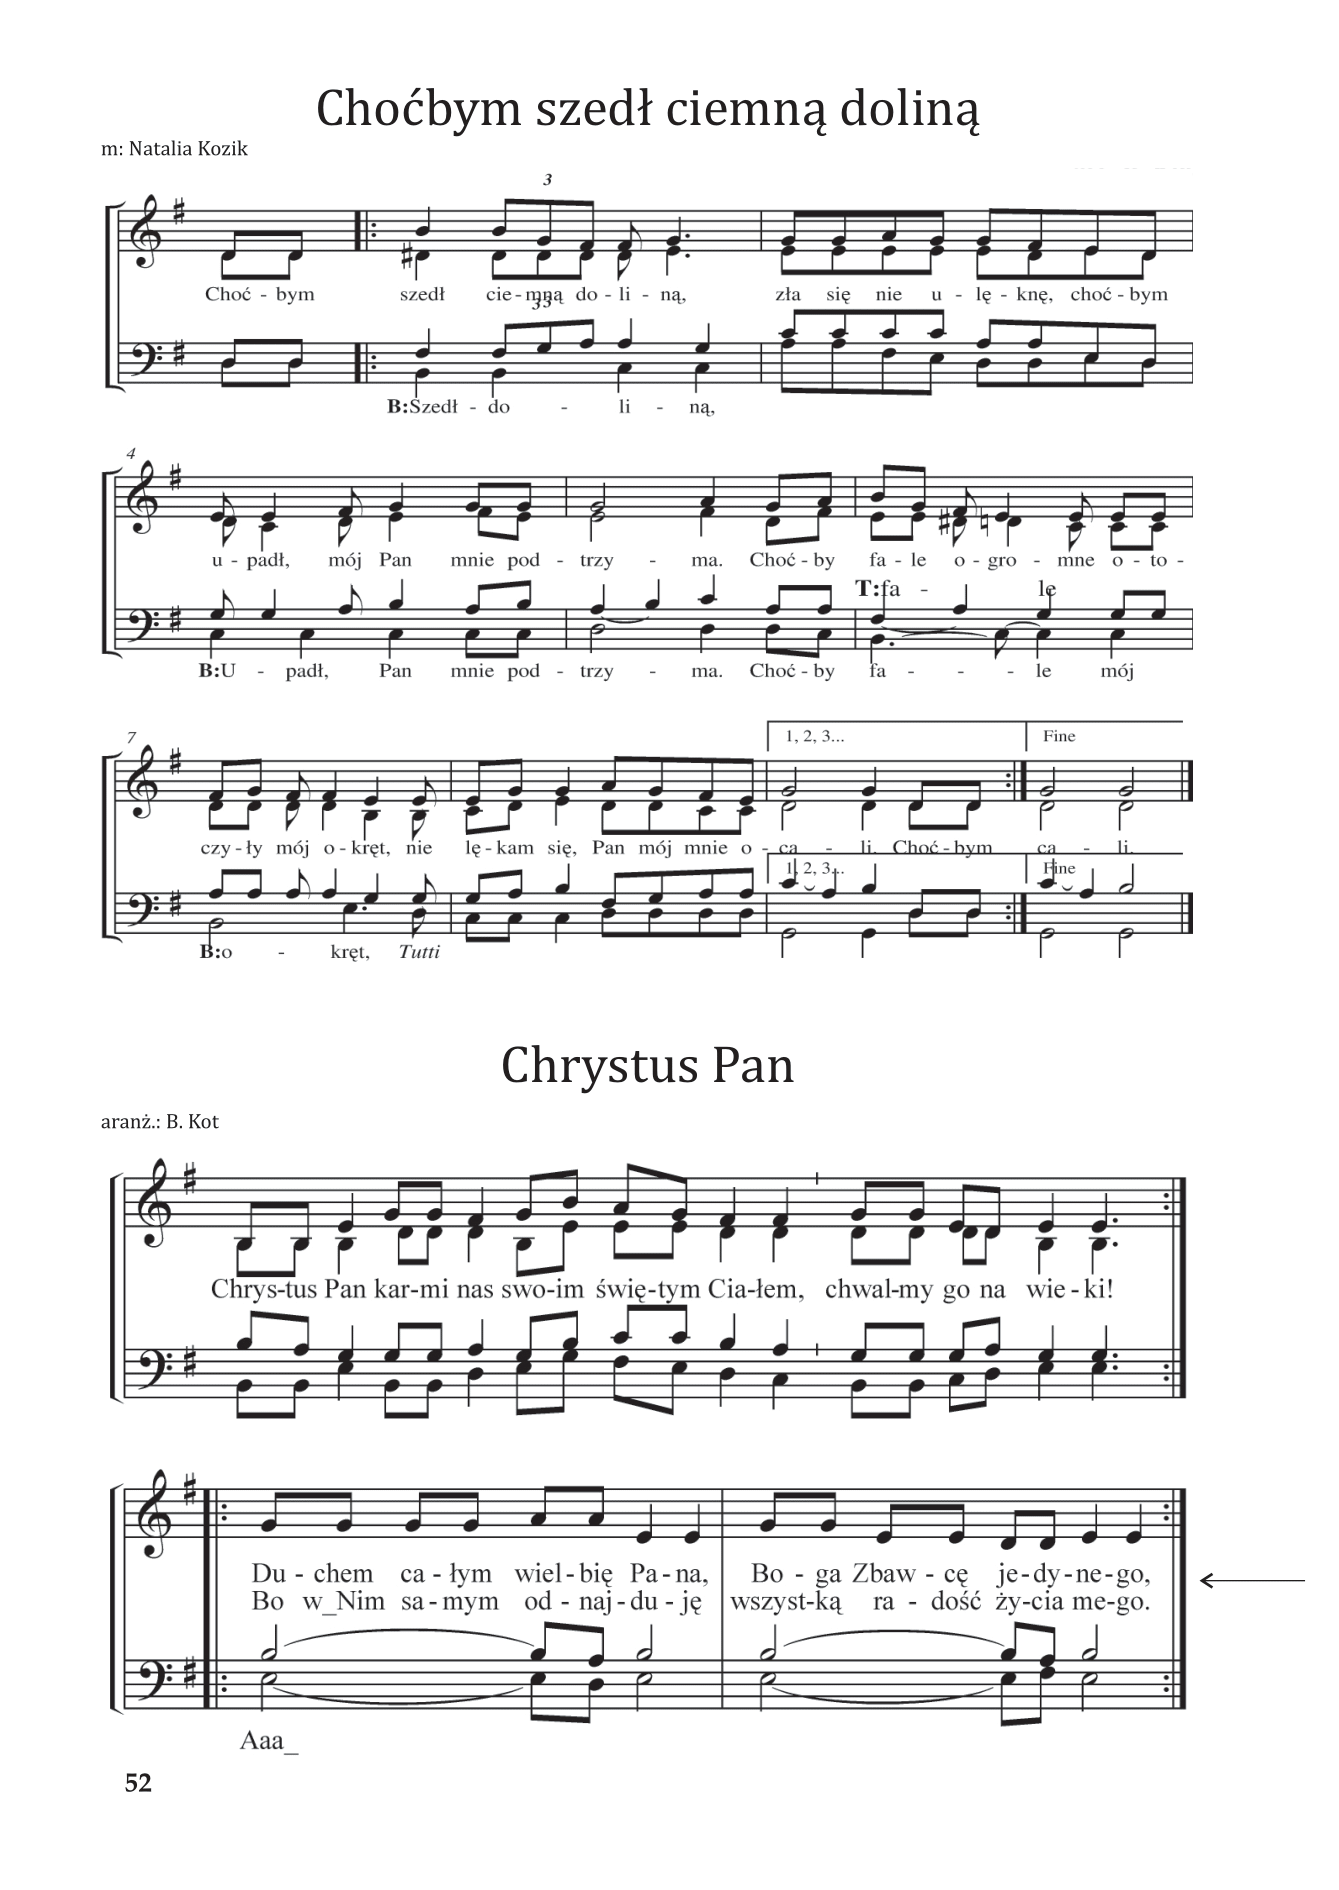 Choćbym szedł ciemną doliną
m: Natalia Kozik
3
Choć - bym szedł cie - mną do - li - ną, zła się nie u - lę - knę, choć - bym
33
B:Szedł - do - li - ną,
4
u - padł, mój Pan mnie pod - trzy - ma. Choć - by fa - le o - gro - mne o - to -
T:fa - le
B:U - padł, Pan mnie pod - trzy - ma. Choć - by fa - - - le mój
7
1, 2, 3... Fine
czy - ły mój o - kręt, nie lę - kam się, Pan mój mnie o - ca - li. Choć - bym ca - li.
1, 2, 3... Fine
B:o - kręt, Tutti
Chrystus Pan
aranż.: B. Kot
Chrys-tus Pan kar-mi nas swo-im świę-tym Cia-łem, chwal-my go na wie - ki!
Du - chem ca - łym wiel - bię Pa - na, Bo - ga Zbaw - cę je - dy - ne - go,
Bo w_Nim sa - mym od - naj - du - ję wszyst - ką ra - dość ży - cia me - go.
Aaa_
52